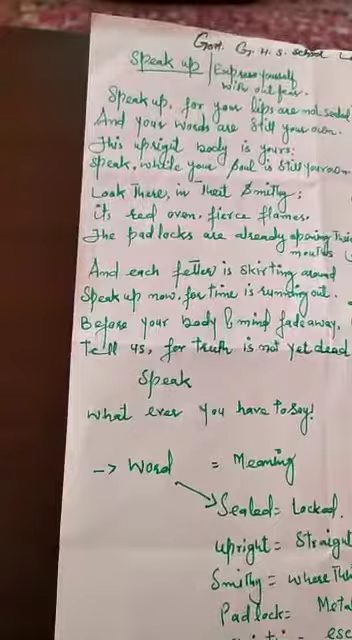 Govt. G. H. S. School
Speak up / Express yourself
with out fear.
Speak up, for your lips are not sealed
And your words are still your own.
This upright body is yours;
Speak, while your soul is still your own.
Look There, in Their Smithy;
its red oven, fierce flames.
The padlocks are already opening Their
mouths
And each fetter is skirting around
Speak up now, for time is running out.
Before your body & mind fade away,
Tell us, for truth is not yet dead
Speak
What ever you have to say!
→ Word = Meaning
Sealed = Locked.
upright = Straight
Smithy = where
Padlock =